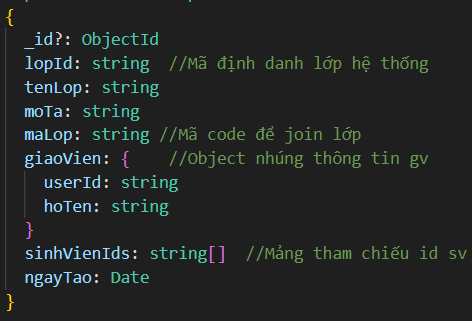 {
_id?: ObjectId
lopId: string  //Mã định danh lớp hệ thống
tenLop: string
moTa: string
maLop: string //Mã code để join lớp
giaoVien: {    //Object nhúng thông tin gv
userId: string
hoTen: string
}
sinhVienIds: string[]  //Mảng tham chiếu id sv
ngayTao: Date
}